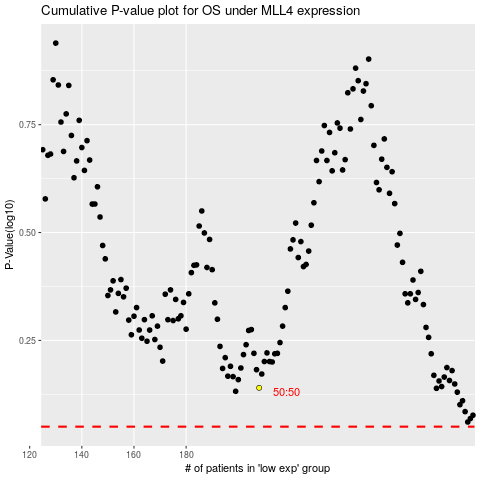 Cumulative P-value plot for OS under MLL4 expression
P-Value(log10)
0.75
0.50
0.25
50:50
120 140 160 180
# of patients in 'low exp' group